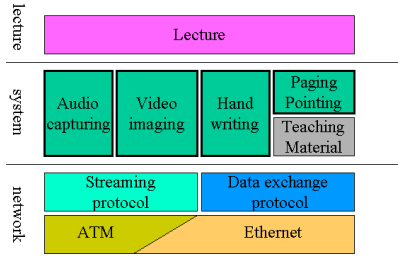 lecture
Lecture
system
Audio
capturing
Video
imaging
Hand
writing
Paging
Pointing
Teaching
Material
network
Streaming
protocol
Data exchange
protocol
ATM
Ethernet